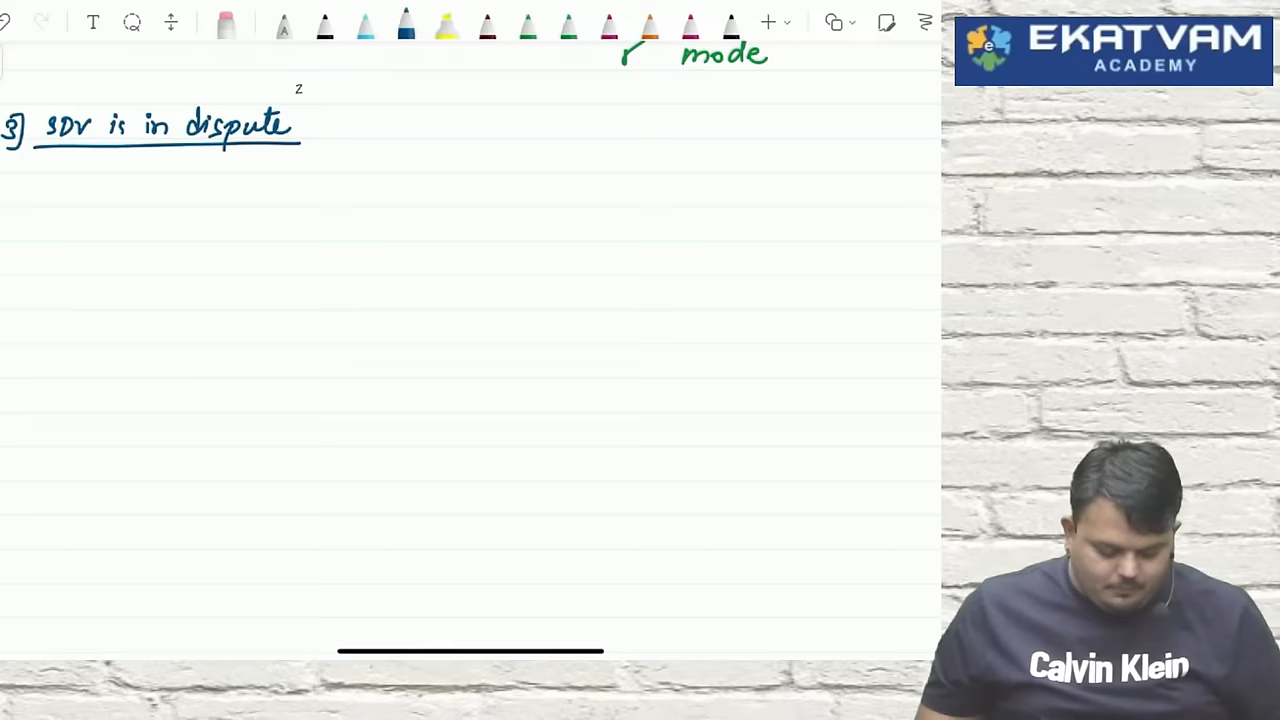 A
EKATVAM
ACADEMY
mode
z
3] SDV is in dispute
Calvin Klein